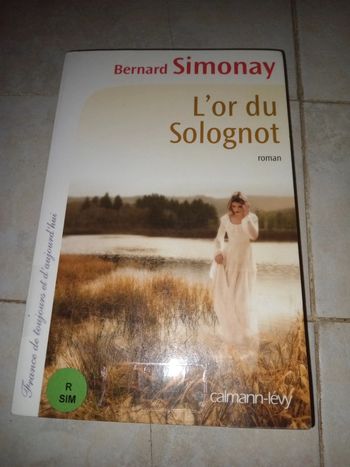 Bernard Simonay
L'or du
Solognot
roman
France de toujours et d'aujourd'hui
R
SIM
calmann-lévy